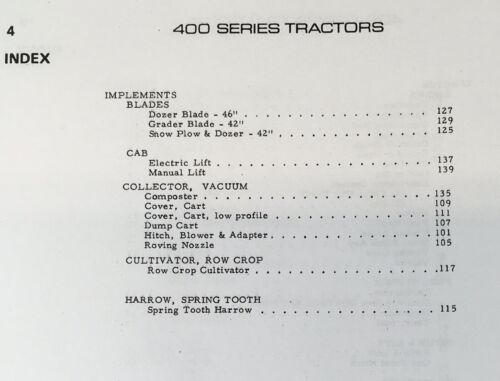 4
400 SERIES TRACTORS
INDEX
IMPLEMENTS
BLADES
Dozer Blade - 46" . . . . . . . . . . . . . . . . 127
Grader Blade - 42" 129
Snow Plow & Dozer - 42" . . . . . . . . . . . . . 125
CAB
Electric Lift . . . . . . . . . . . . . . . . . . . 137
Manual Lift 139
COLLECTOR, VACUUM
Composter . . . . . . . . . . . . . . . . . . . . 135
Cover, Cart 109
Cover, Cart, low profile . . . . . . . . . . . . . . 111
Dump Cart 107
Hitch, Blower & Adapter. . . . . . . . . . . . . . 101
Roving Nozzle 105
CULTIVATOR, ROW CROP
Row Crop Cultivator . . . . . . . . . . . . . . . .117
HARROW, SPRING TOOTH
Spring Tooth Harrow . . . . . . . . . . . . . . . 115